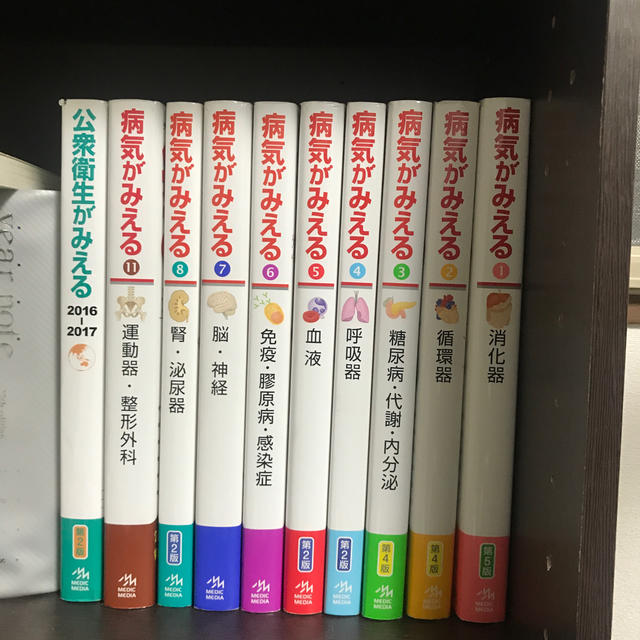 year note
公衆衛生がみえる
2016-
2017
第2版
MEDIC
MEDIA
病気がみえる
11
運動器・整形外科
MEDIC
MEDIA
病気がみえる
8
腎・泌尿器
第2版
MEDIC
MEDIA
病気がみえる
7
脳・神経
MEDIC
MEDIA
病気がみえる
6
免疫・膠原病・感染症
MEDIC
MEDIA
病気がみえる
5
血液
第2版
MEDIC
MEDIA
病気がみえる
4
呼吸器
第2版
MEDIC
MEDIA
病気がみえる
3
糖尿病・代謝・内分泌
第4版
MEDIC
MEDIA
病気がみえる
2
循環器
第4版
MEDIC
MEDIA
病気がみえる
1
消化器
第5版
MEDIC
MEDIA